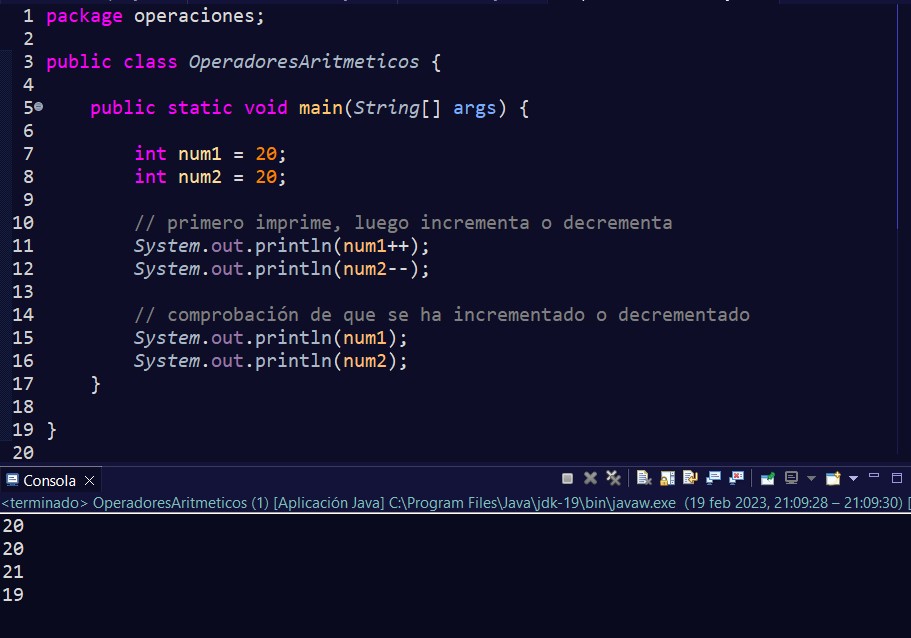 1 package operaciones;
2
3 public class OperadoresAritmeticos {
4
5 public static void main(String[] args) {
6
7 int num1 = 20;
8 int num2 = 20;
9
10 // primero imprime, luego incrementa o decrementa
11 System.out.println(num1++);
12 System.out.println(num2--);
13
14 // comprobación de que se ha incrementado o decrementado
15 System.out.println(num1);
16 System.out.println(num2);
17 }
18
19 }
20
Consola
<terminado> OperadoresAritmeticos (1) [Aplicación Java] C:\Program Files\Java\jdk-19\bin\javaw.exe (19 feb 2023, 21:09:28 – 21:09:30) [
20
20
21
19